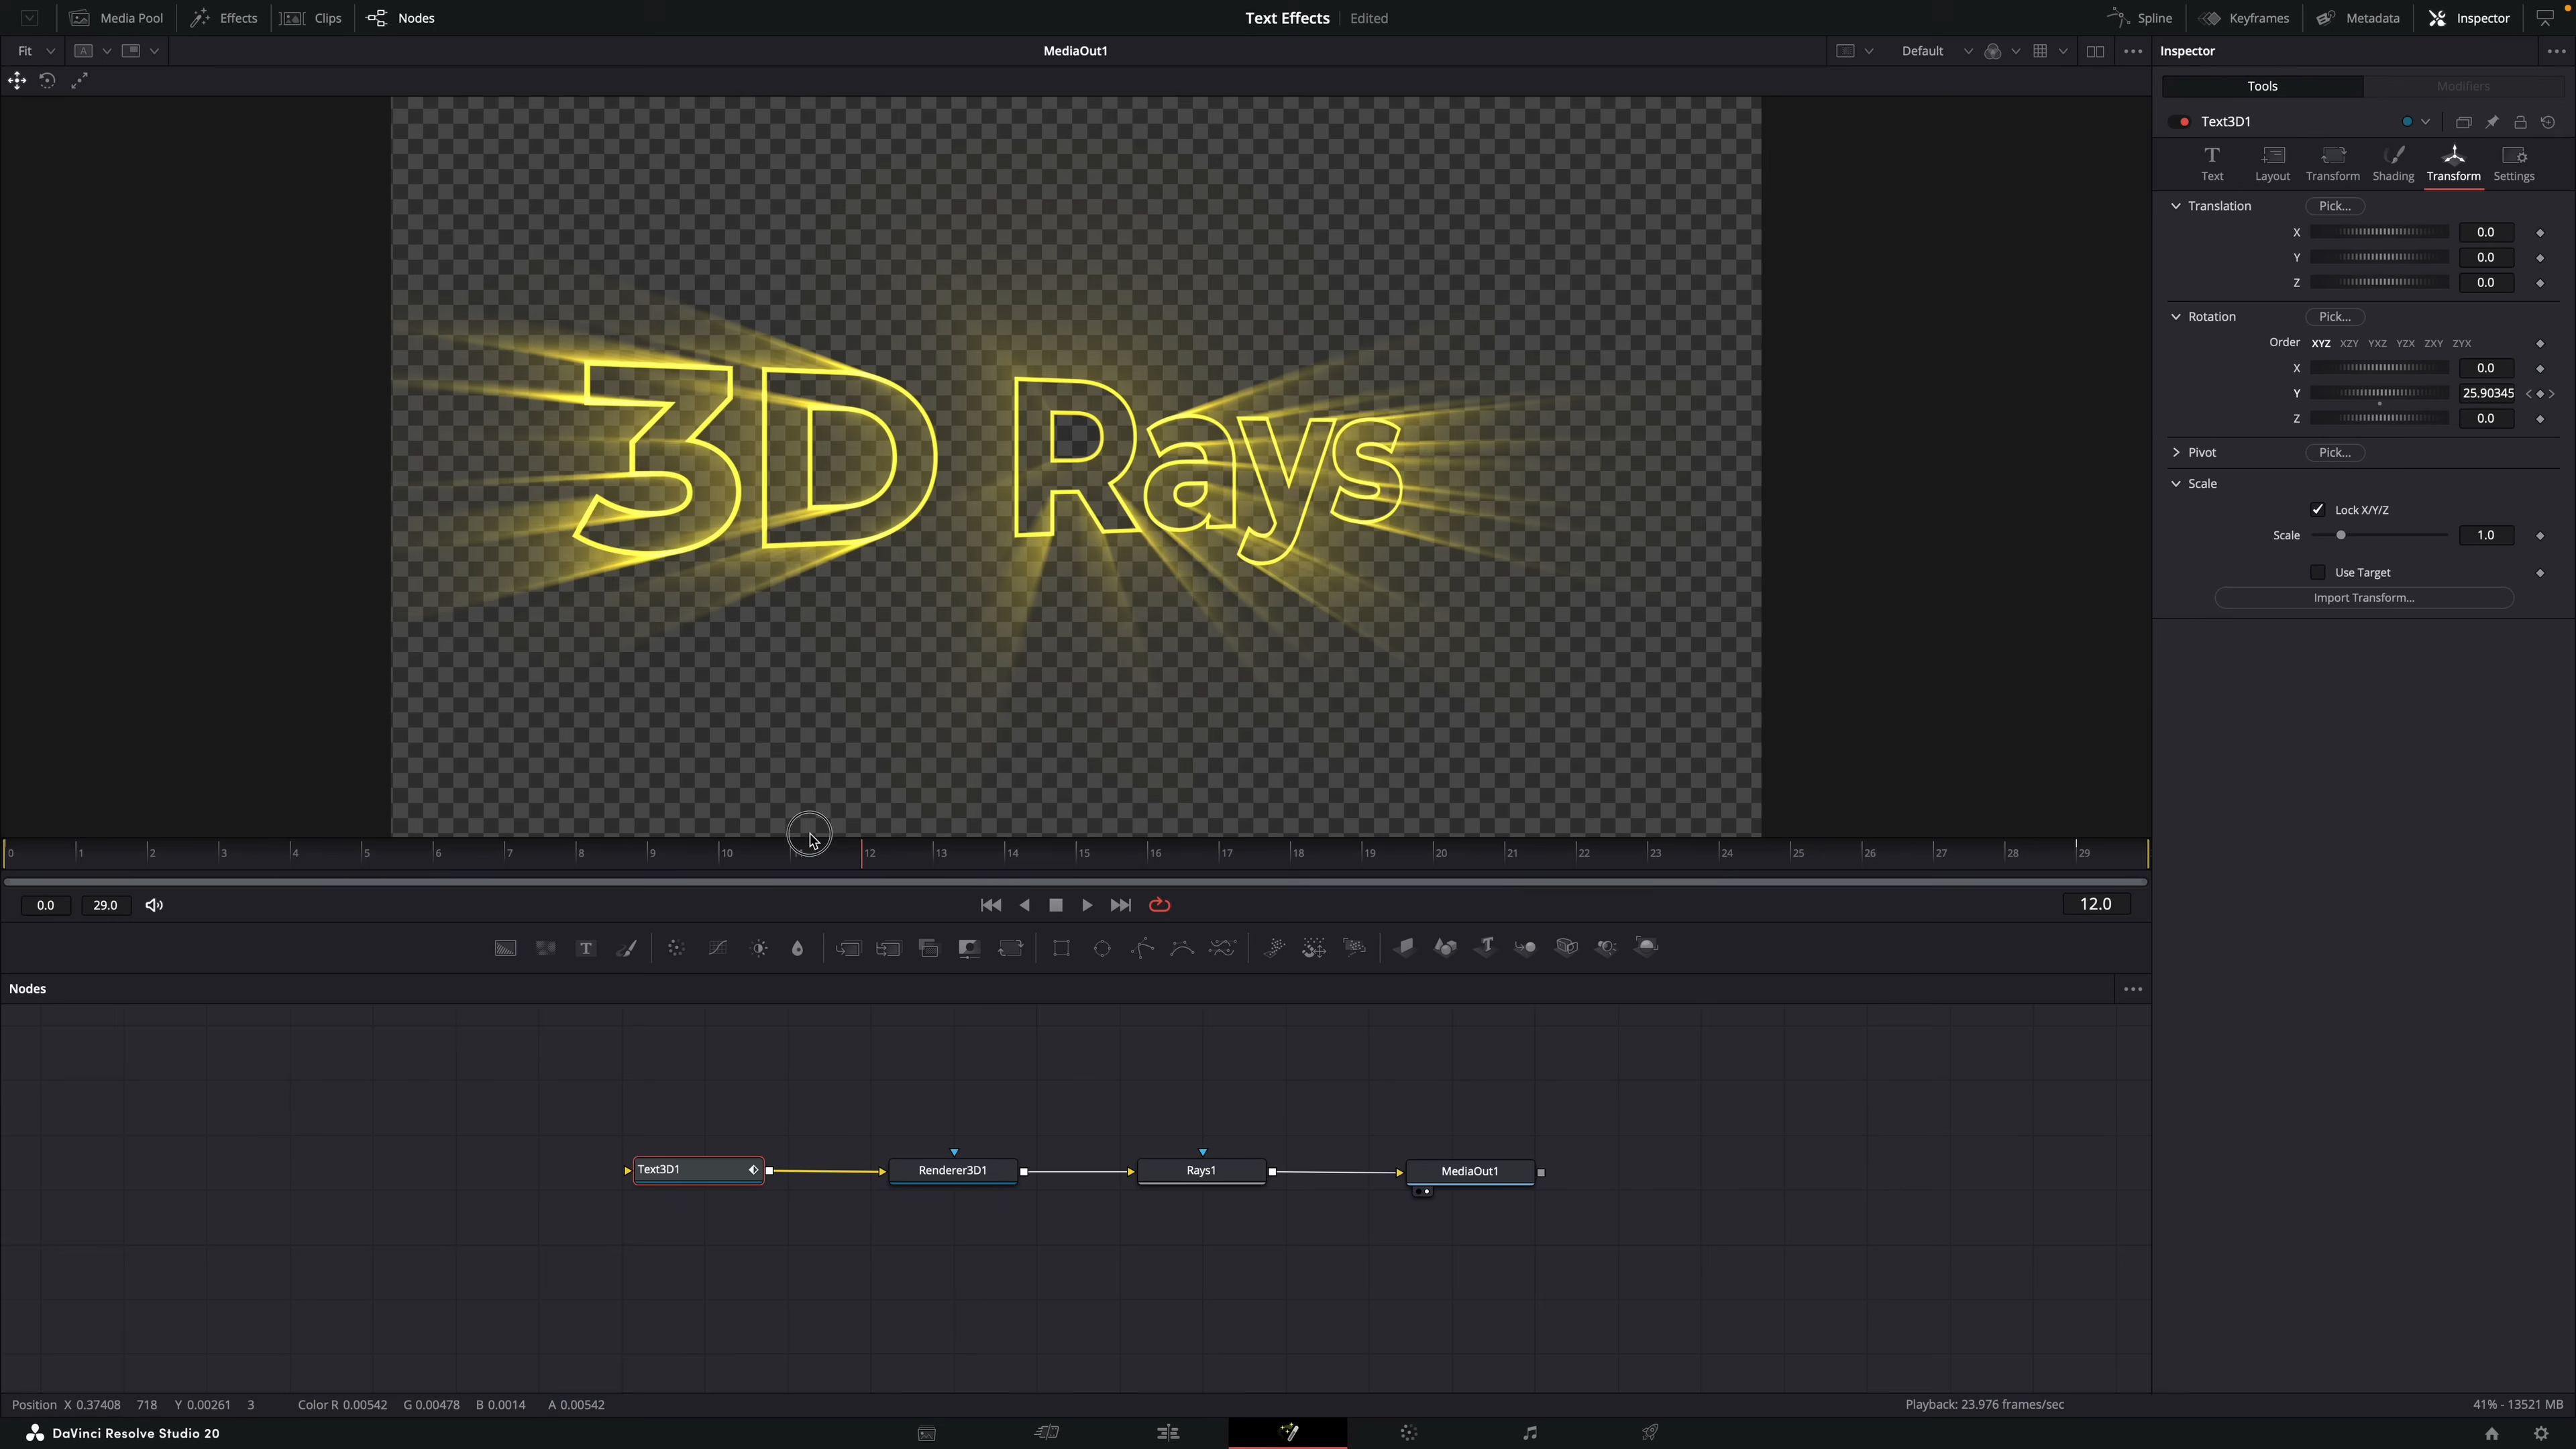 Media Pool Effects Clips Nodes Text Effects Edited Spline Keyframes Metadata Inspector
Fit A MediaOut1 Default Inspector
Tools Modifiers
Text3D1
T
Text Layout Transform Shading Transform Settings
Translation Pick...
X 0.0
Y 0.0
Z 0.0
Rotation Pick...
Order XYZ XZY YXZ YZX ZXY ZYX
X 0.0
Y 25.90345
Z 0.0
Pivot Pick...
Scale
Lock X/Y/Z
Scale 1.0
Use Target
Import Transform...
3D Rays
0 1 2 3 4 5 6 7 8 9 10 11 12 13 14 15 16 17 18 19 20 21 22 23 24 25 26 27 28 29
0.0 29.0 12.0
T T
Nodes
Text3D1 Renderer3D1 Rays1 MediaOut1
Position X 0.37408 718 Y 0.00261 3 Color R 0.00542 G 0.00478 B 0.0014 A 0.00542 Playback: 23.976 frames/sec 41% - 13521 MB
DaVinci Resolve Studio 20